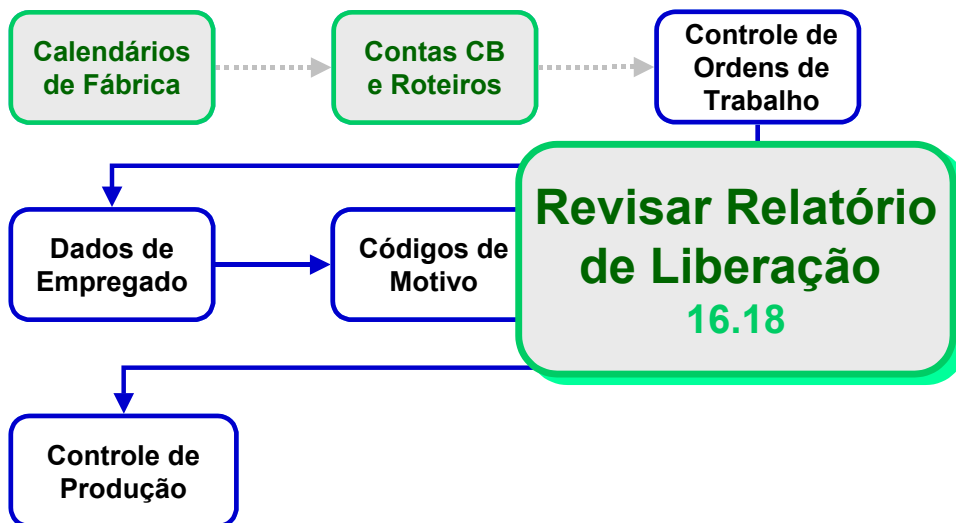 Calendários
de Fábrica
Contas CB
e Roteiros
Controle de
Ordens de
Trabalho
Revisar Relatório
de Liberação
16.18
Dados de
Empregado
Códigos de
Motivo
Controle de
Produção